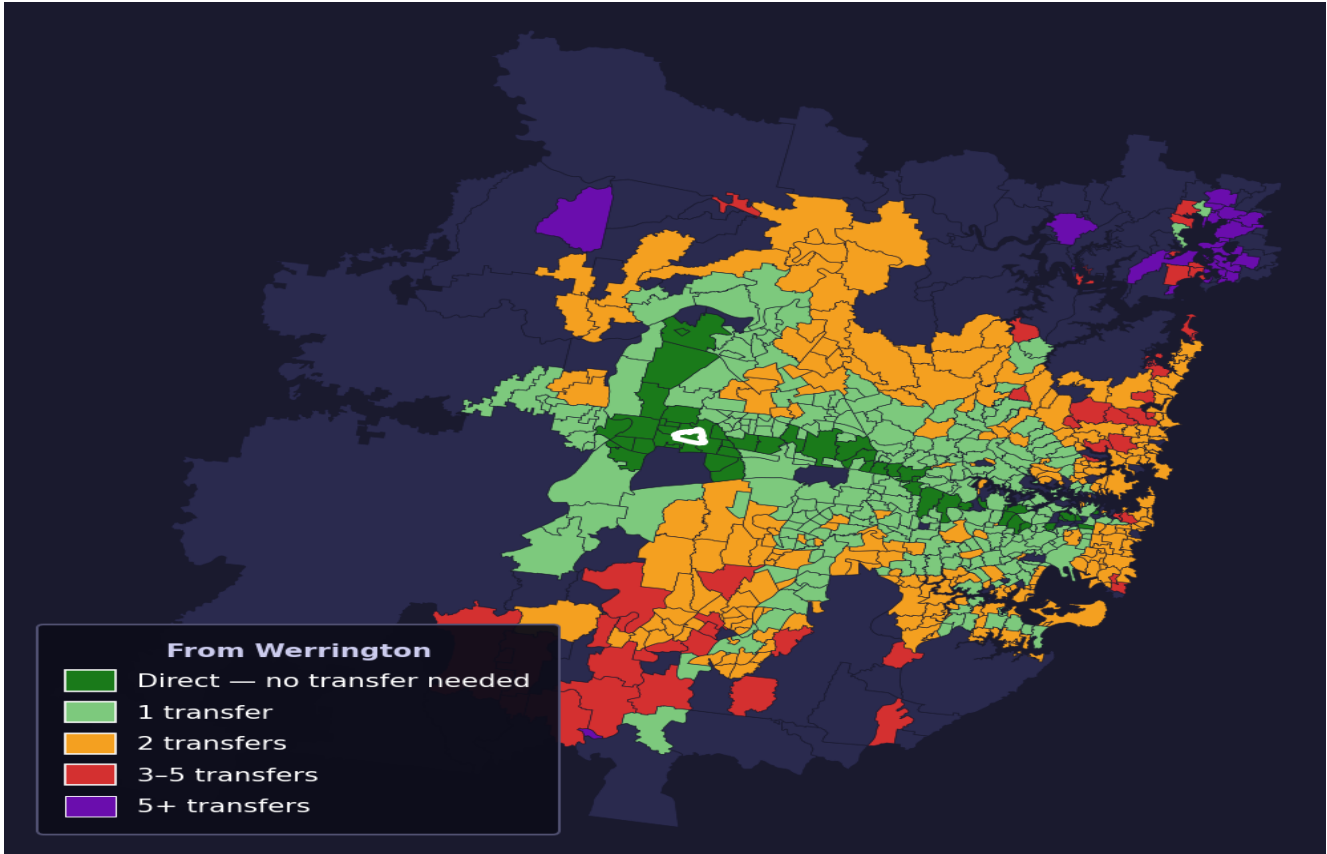 From Werrington
Direct — no transfer needed
1 transfer
2 transfers
3–5 transfers
5+ transfers